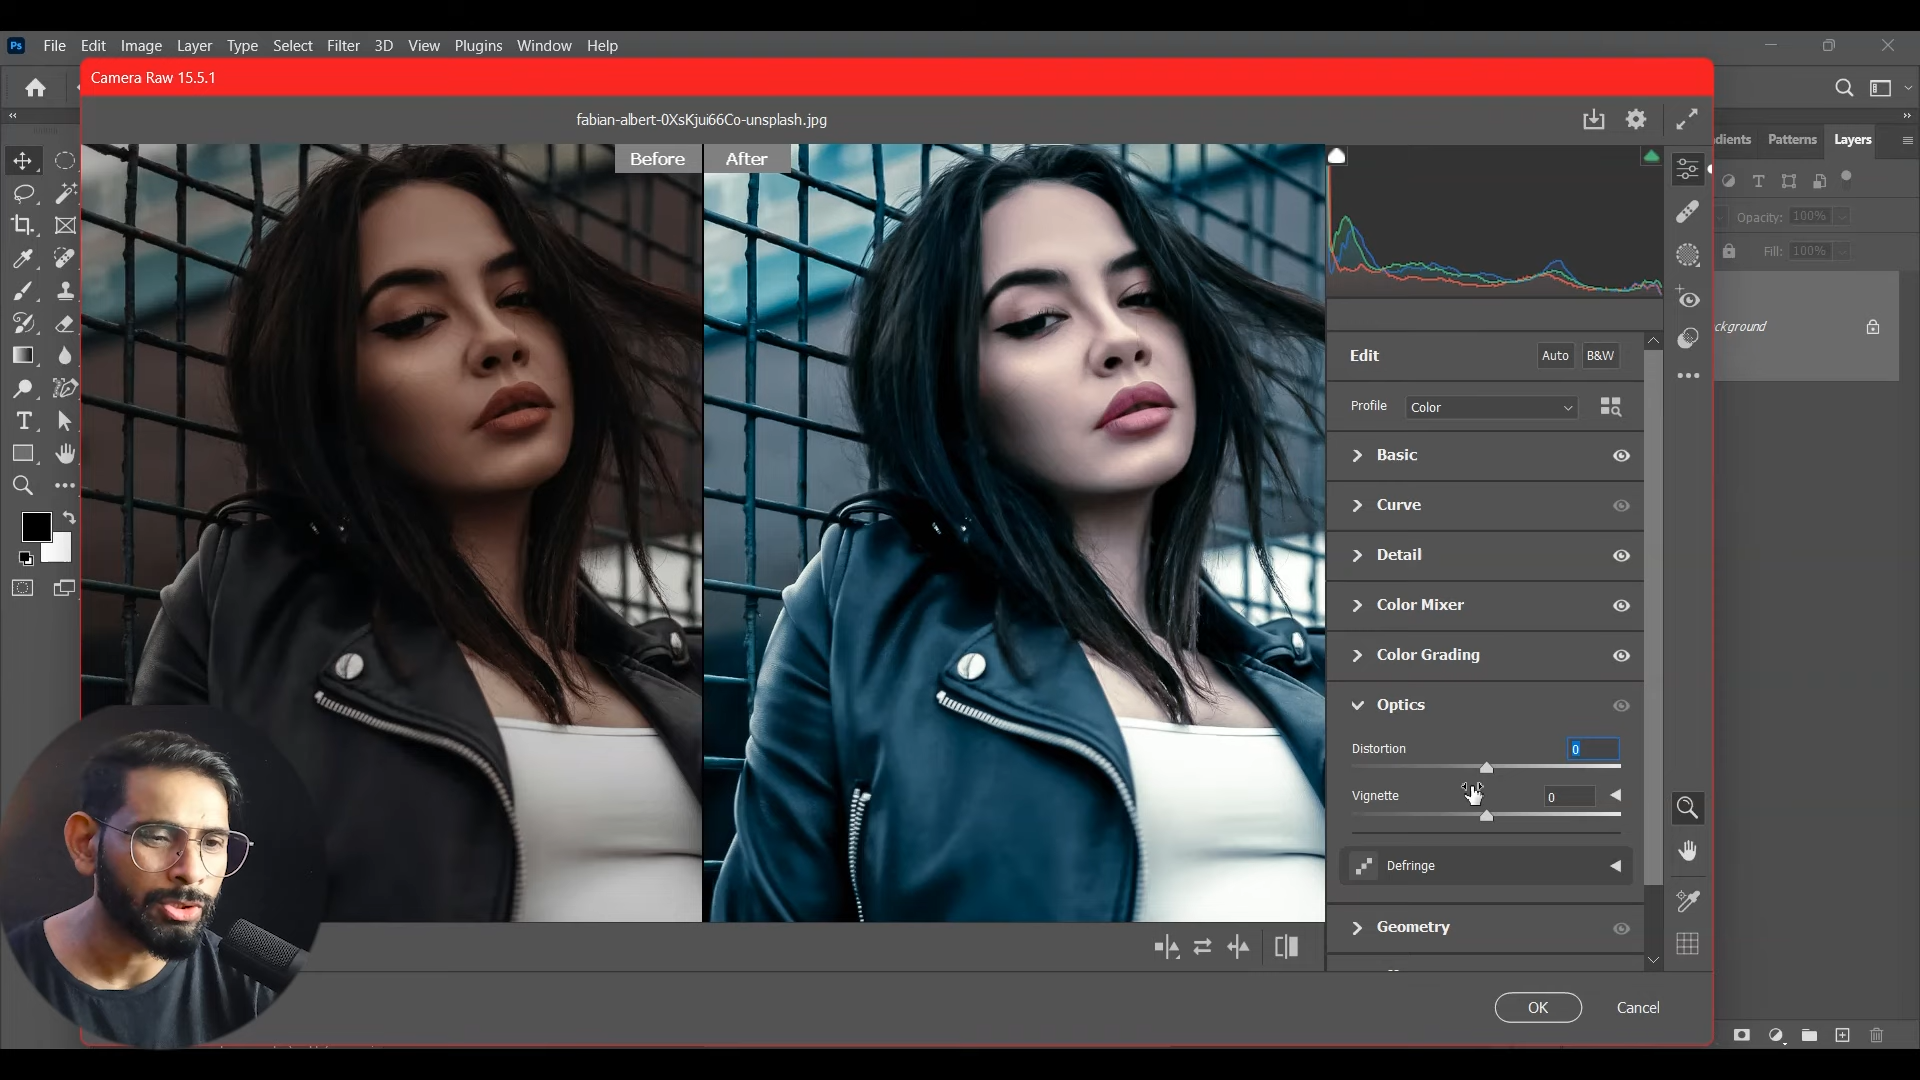 Ps File Edit Image Layer Type Select Filter 3D View Plugins Window Help
Camera Raw 15.5.1
fabian-albert-0XsKjui66Co-unsplash.jpg
Before After
dients Patterns Layers
Opacity: 100%
Fill: 100%
ckground
Edit Auto B&W
Profile Color
Basic
Curve
Detail
Color Mixer
Color Grading
Optics
Distortion 0
Vignette 0
Defringe
Geometry
OK Cancel